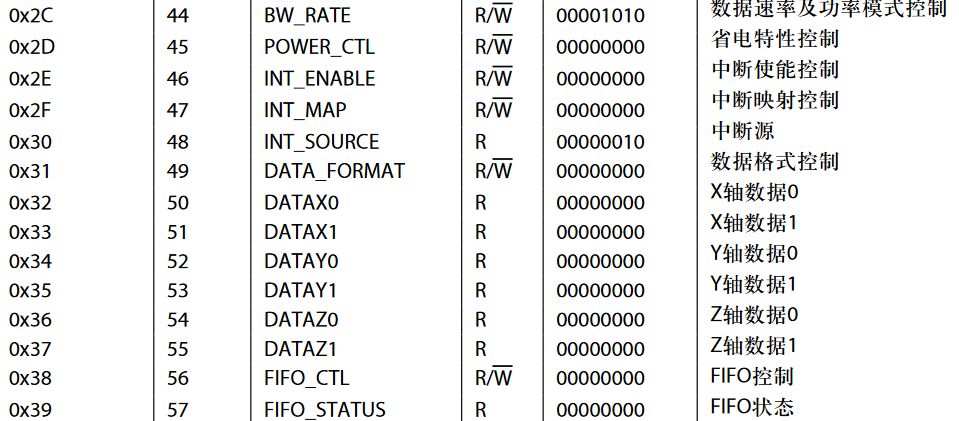 0x2C 44 BW_RATE R/W 00001010 数据速率及功率模式控制
0x2D 45 POWER_CTL R/W 00000000 省电特性控制
0x2E 46 INT_ENABLE R/W 00000000 中断使能控制
0x2F 47 INT_MAP R/W 00000000 中断映射控制
0x30 48 INT_SOURCE R 00000010 中断源
0x31 49 DATA_FORMAT R/W 00000000 数据格式控制
0x32 50 DATAX0 R 00000000 X轴数据0
0x33 51 DATAX1 R 00000000 X轴数据1
0x34 52 DATAY0 R 00000000 Y轴数据0
0x35 53 DATAY1 R 00000000 Y轴数据1
0x36 54 DATAZ0 R 00000000 Z轴数据0
0x37 55 DATAZ1 R 00000000 Z轴数据1
0x38 56 FIFO_CTL R/W 00000000 FIFO控制
0x39 57 FIFO_STATUS R 00000000 FIFO状态